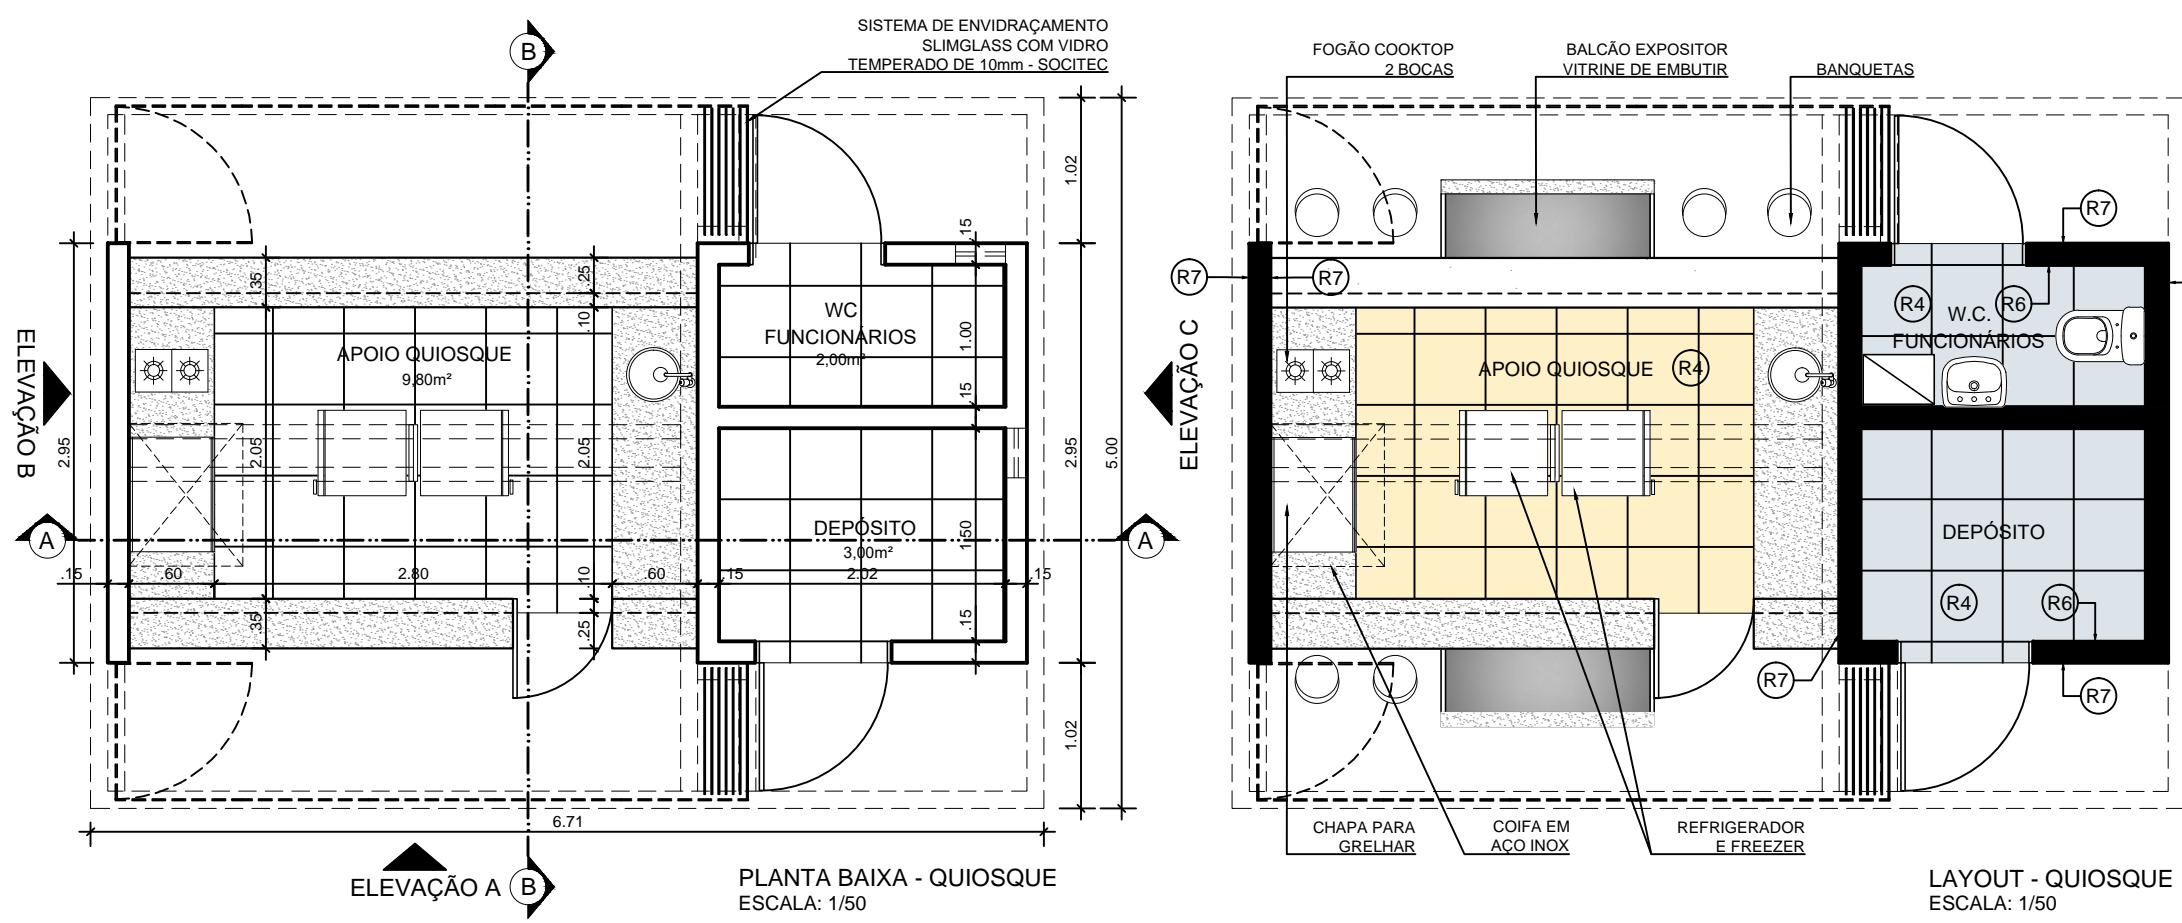 SISTEMA DE ENVIDRAÇAMENTO
SLIMGLASS COM VIDRO
TEMPERADO DE 10mm - SOCITEC
B
1.02
.15
.35
.25
.10
WC
FUNCIONÁRIOS
2,00m²
1.00
APOIO QUIOSQUE
9,80m²
.15
ELEVAÇÃO B
2.95
2.05
2.05
2.95
5.00
A
DEPÓSITO
3,00m²
1.50
A
.15
.60
2.80
.10
.60
.15
2.02
.15
.35
.25
.15
1.02
6.71
ELEVAÇÃO A
B
PLANTA BAIXA - QUIOSQUE
ESCALA: 1/50
FOGÃO COOKTOP
2 BOCAS
BALCÃO EXPOSITOR
VITRINE DE EMBUTIR
BANQUETAS
R7
R7
R7
R4
R6
W.C.
FUNCIONÁRIOS
APOIO QUIOSQUE
R4
ELEVAÇÃO C
DEPÓSITO
R4
R6
R7
R7
CHAPA PARA
GRELHAR
COIFA EM
AÇO INOX
REFRIGERADOR
E FREEZER
LAYOUT - QUIOSQUE
ESCALA: 1/50